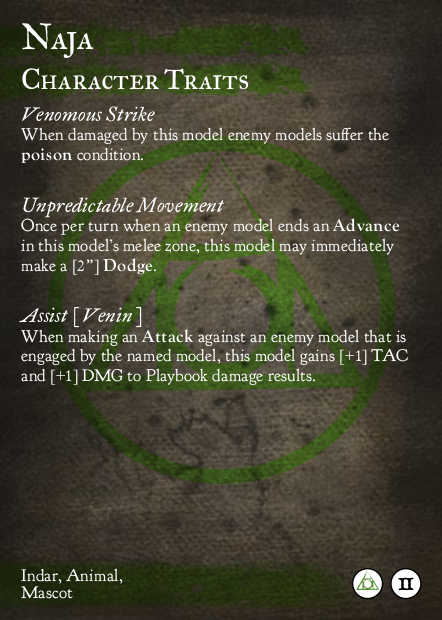 Naja
Character Traits
Venomous Strike
When damaged by this model enemy models suffer the
poison condition.
Unpredictable Movement
Once per turn when an enemy model ends an Advance
in this model's melee zone, this model may immediately
make a [2"] Dodge.
Assist [Venin]
When making an Attack against an enemy model that is
engaged by the named model, this model gains [+1] TAC
and [+1] DMG to Playbook damage results.
Indar, Animal,
Mascot
II